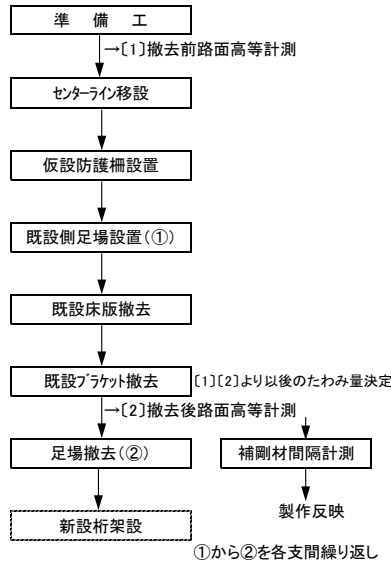 準　備　工
→〔1〕撤去前路面高等計測
センターライン移設
仮設防護柵設置
既設側足場設置(①)
既設床版撤去
既設ブラケット撤去
〔1〕〔2〕より以後のたわみ量決定
→〔2〕撤去後路面高等計測
足場撤去(②)
補剛材間隔計測
新設桁架設
製作反映
①から②を各支間繰り返し